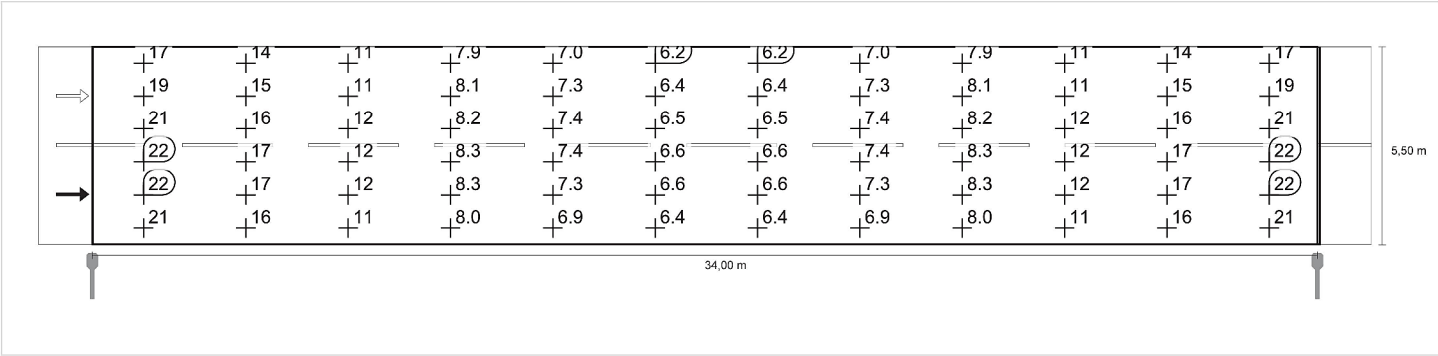 17 14 11 7.9 7.0 6.2 6.2 7.0 7.9 11 14 17
19 15 11 8.1 7.3 6.4 6.4 7.3 8.1 11 15 19
21 16 12 8.2 7.4 6.5 6.5 7.4 8.2 12 16 21
22 17 12 8.3 7.4 6.6 6.6 7.4 8.3 12 17 22
5,50 m
22 17 12 8.3 7.3 6.6 6.6 7.3 8.3 12 17 22
21 16 11 8.0 6.9 6.4 6.4 6.9 8.0 11 16 21
34,00 m